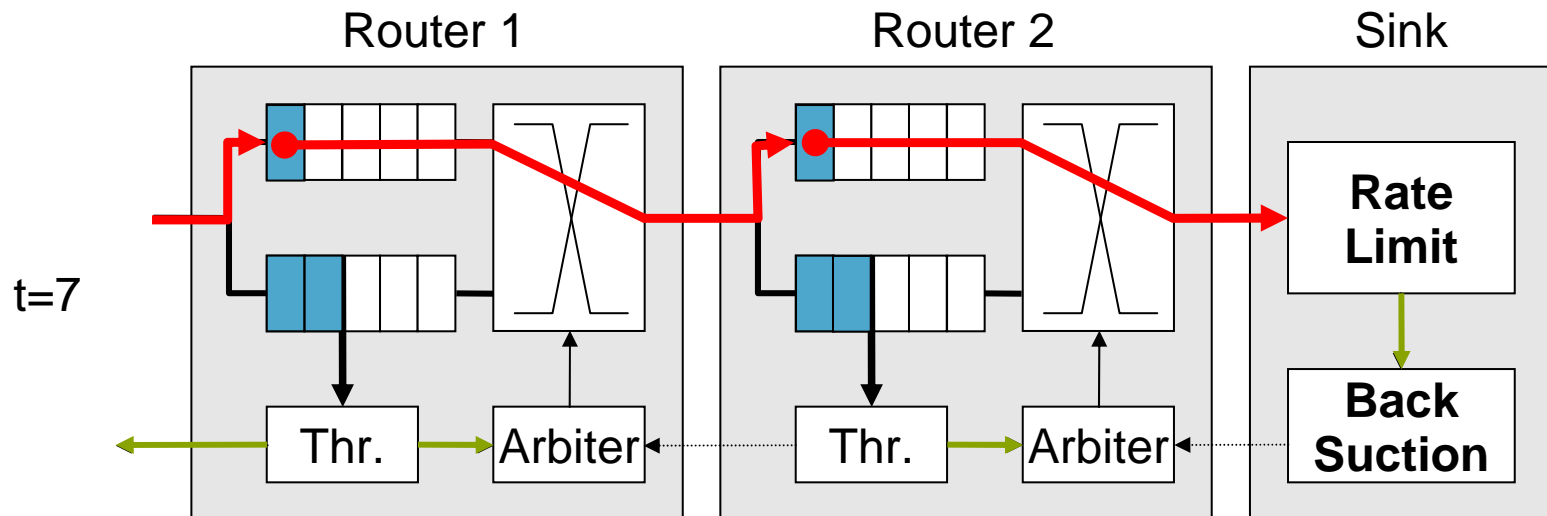 Router 1
Router 2
Sink
t=7
Rate
Limit
Thr.
Arbiter
Thr.
Arbiter
Back
Suction